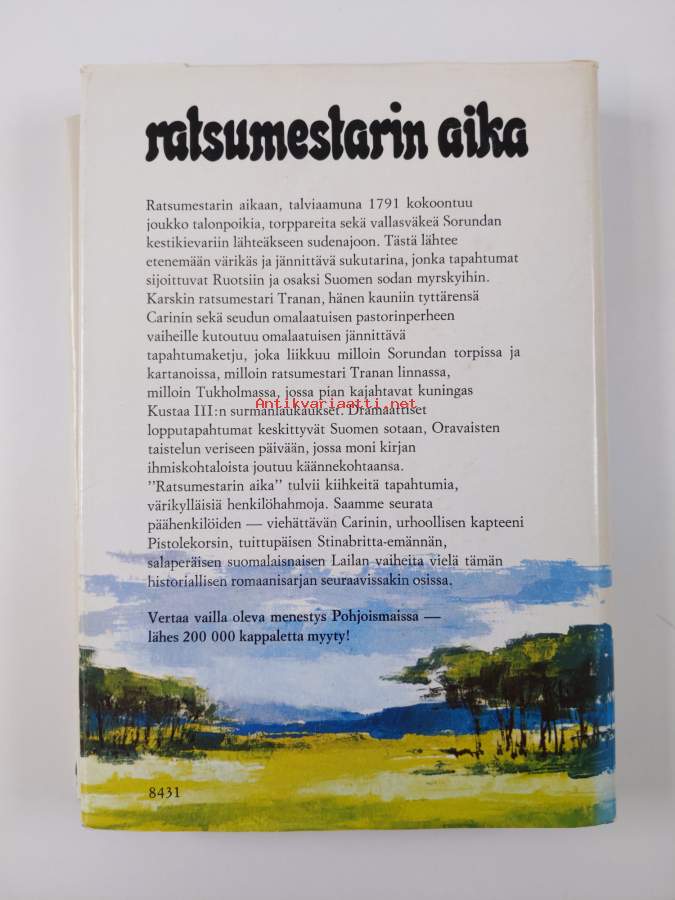 ratsumestarin aika
Ratsumestarin aikaan, talviaamuna 1791 kokoontuu
joukko talonpoikia, torppareita sekä vallasväkeä Sorundan
kestikievariin lähteäkseen sudenajoon. Tästä lähtee
etenemään värikäs ja jännittävä sukutarina, jonka tapahtumat
sijoittuvat Ruotsiin ja osaksi Suomen sodan myrskyihin.
Karskin ratsumestari Tranan, hänen kauniin tyttärensä
Carinin sekä seudun omalaatuisen pastorinperheen
vaiheille kutoutuu omalaatuisen jännittävä
tapahtumaketju, joka liikkuu milloin Sorundan torpissa ja
kartanoissa, milloin ratsumestari Tranan linnassa,
milloin Tukholmassa, jossa pian kajahtavat kuningas
Antikvariaatti.net
Kustaa III:n surmanlaukaukset. Dramaattiset
lopputapahtumat keskittyvät Suomen sotaan, Oravaisten
taistelun veriseen päivään, jossa moni kirjan
ihmiskohtaloista joutuu käännekohtaansa.
"Ratsumestarin aika" tulvii kiihkeitä tapahtumia,
värikylläisiä henkilöhahmoja. Saamme seurata
päähenkilöiden — viehättävän Carinin, urhoollisen kapteeni
Pistolekorsin, tuittupäisen Stinabritta-emännän,
salaperäisen suomalaisnaisen Lailan vaiheita vielä tämän
historiallisen romaanisarjan seuraavissakin osissa.
Vertaa vailla oleva menestys Pohjoismaissa —
lähes 200 000 kappaletta myyty!
8431